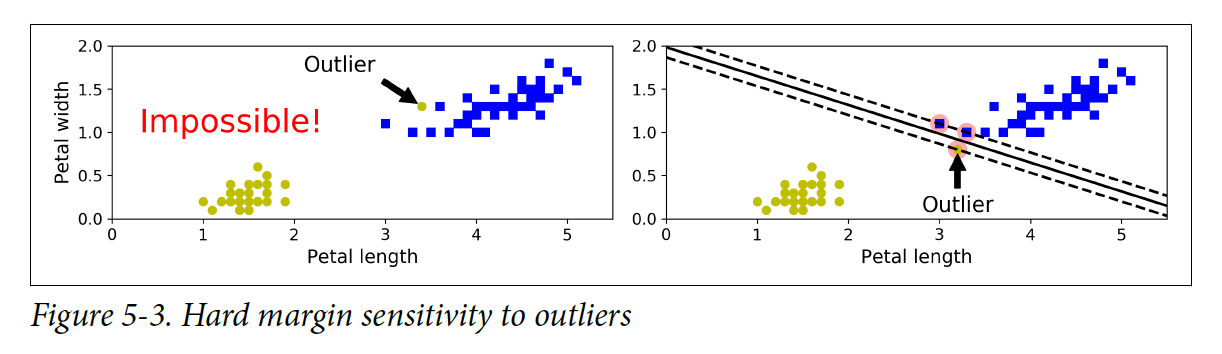 2.0
1.5
1.0
0.5
0.0
Petal width
Outlier
Impossible!
0 1 2 3 4 5
Petal length
2.0
1.5
1.0
0.5
0.0
Outlier
0 1 2 3 4 5
Petal length
Figure 5-3. Hard margin sensitivity to outliers